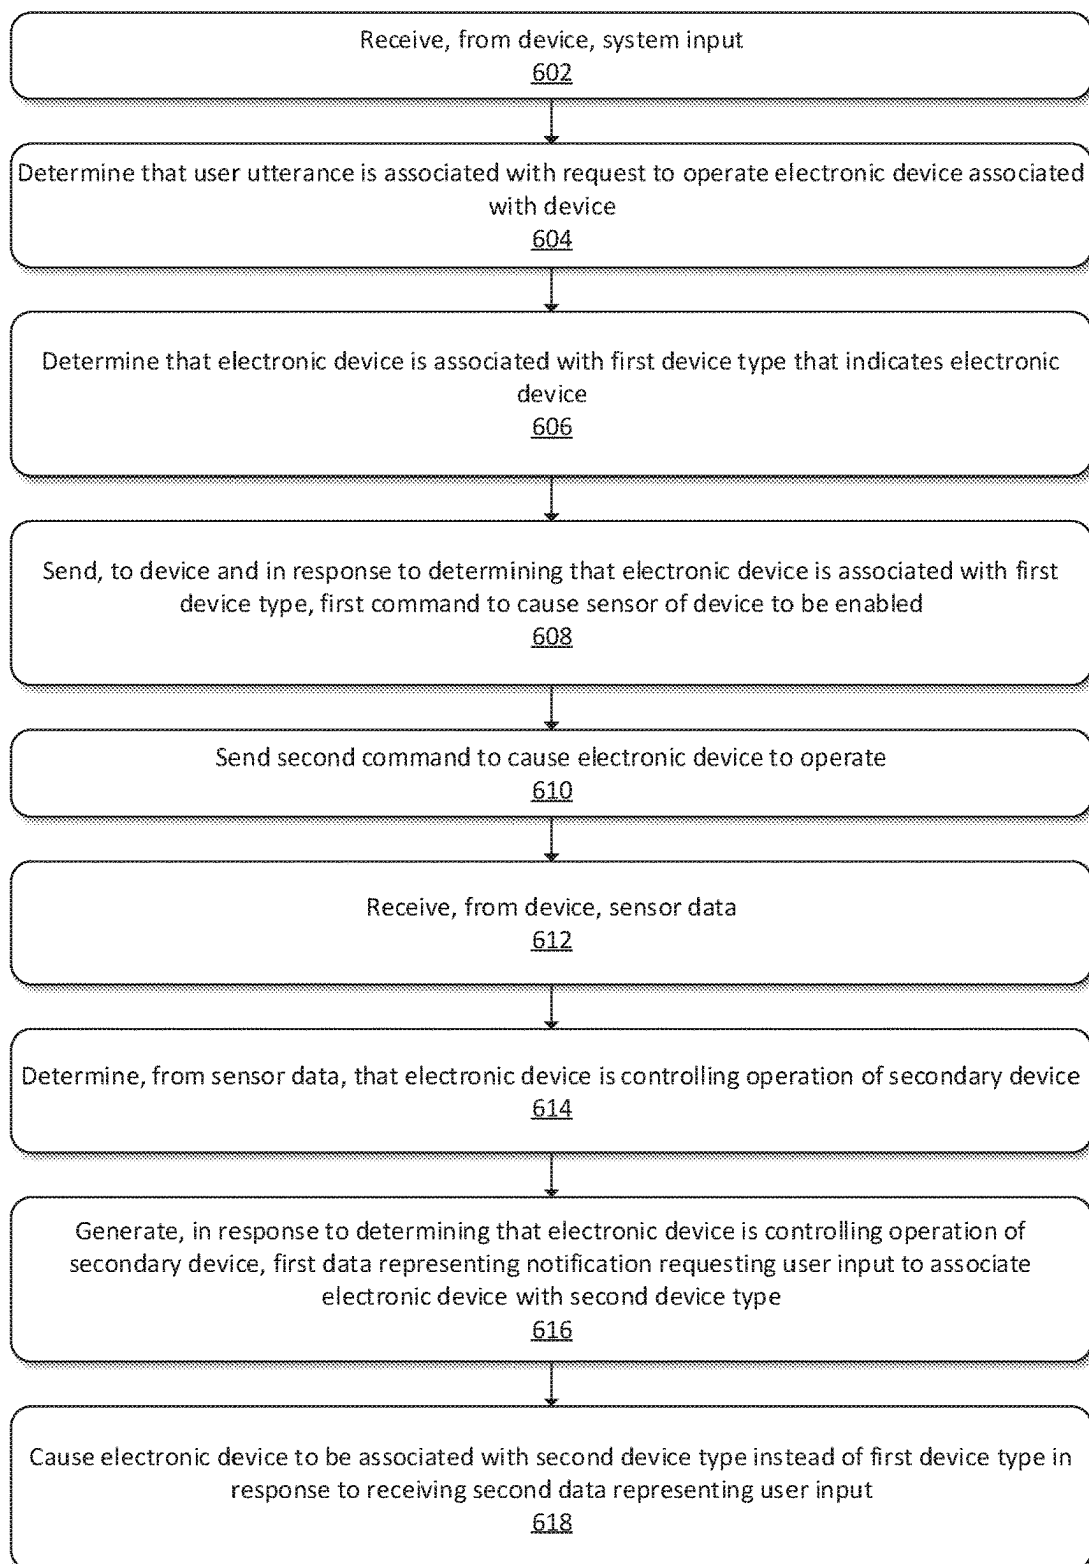 Receive, from device, system input
602
Determine that user utterance is associated with request to operate electronic device associated
with device
604
Determine that electronic device is associated with first device type that indicates electronic
device
606
Send, to device and in response to determining that electronic device is associated with first
device type, first command to cause sensor of device to be enabled
608
Send second command to cause electronic device to operate
610
Receive, from device, sensor data
612
Determine, from sensor data, that electronic device is controlling operation of secondary device
614
Generate, in response to determining that electronic device is controlling operation of
secondary device, first data representing notification requesting user input to associate
electronic device with second device type
616
Cause electronic device to be associated with second device type instead of first device type in
response to receiving second data representing user input
618